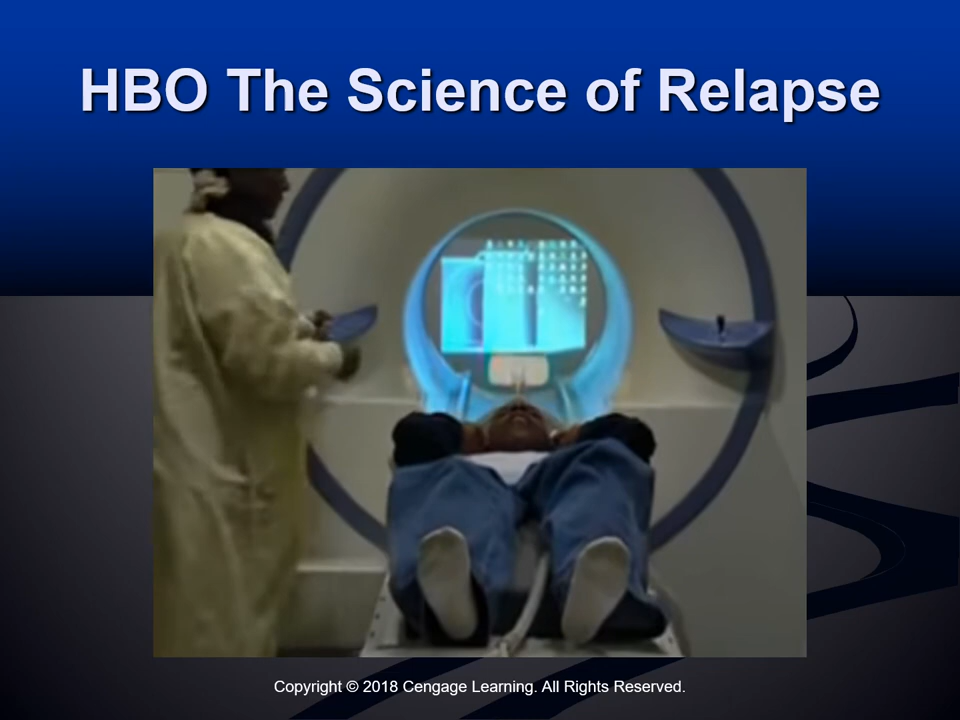 HBO The Science of Relapse
Copyright © 2018 Cengage Learning. All Rights Reserved.